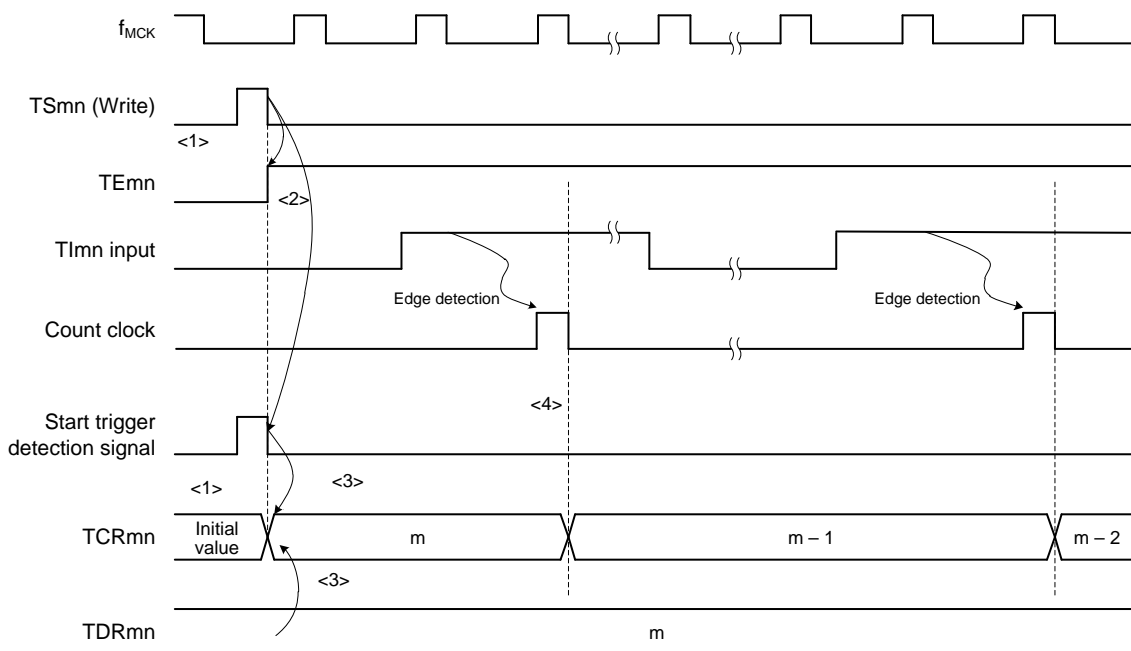 fMCK
TSmn (Write)
<1>
TEmn
<2>
TImn input
Edge detection
Edge detection
Count clock
<4>
Start trigger
detection signal
<1>
<3>
TCRmn
Initial
value
m
m – 1
m – 2
<3>
TDRmn
m